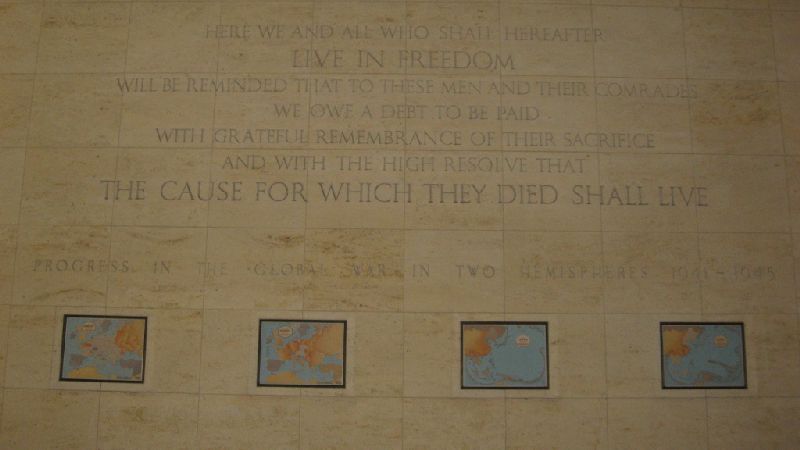 HERE WE AND ALL WHO SHALL HEREAFTER
LIVE IN FREEDOM
WILL BE REMINDED THAT TO THESE MEN AND THEIR COMRADES
WE OWE A DEBT TO BE PAID
WITH GRATEFUL REMEMBRANCE OF THEIR SACRIFICE
AND WITH THE HIGH RESOLVE THAT
THE CAUSE FOR WHICH THEY DIED SHALL LIVE
PROGRESS IN THE GLOBAL WAR IN TWO HEMISPHERES 1941-1945